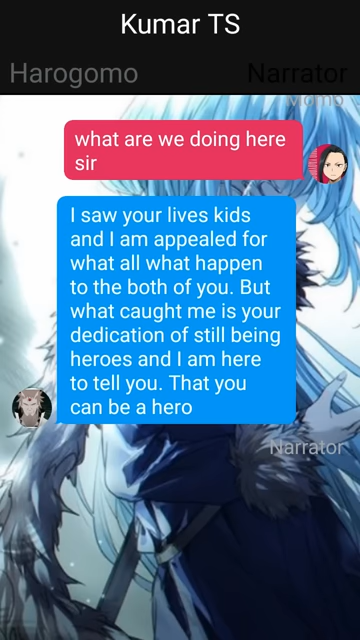 Kumar TS
Harogomo
Narrator
Momo
what are we doing here
sir
I saw your lives kids
and I am appealed for
what all what happen
to the both of you. But
what caught me is your
dedication of still being
heroes and I am here
to tell you. That you
can be a hero
Narrator